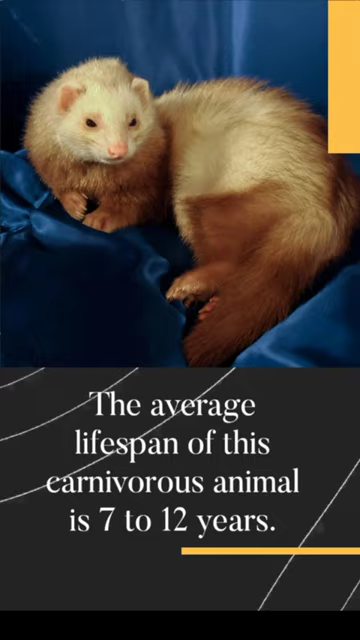 The average
lifespan of this
carnivorous animal
is 7 to 12 years.